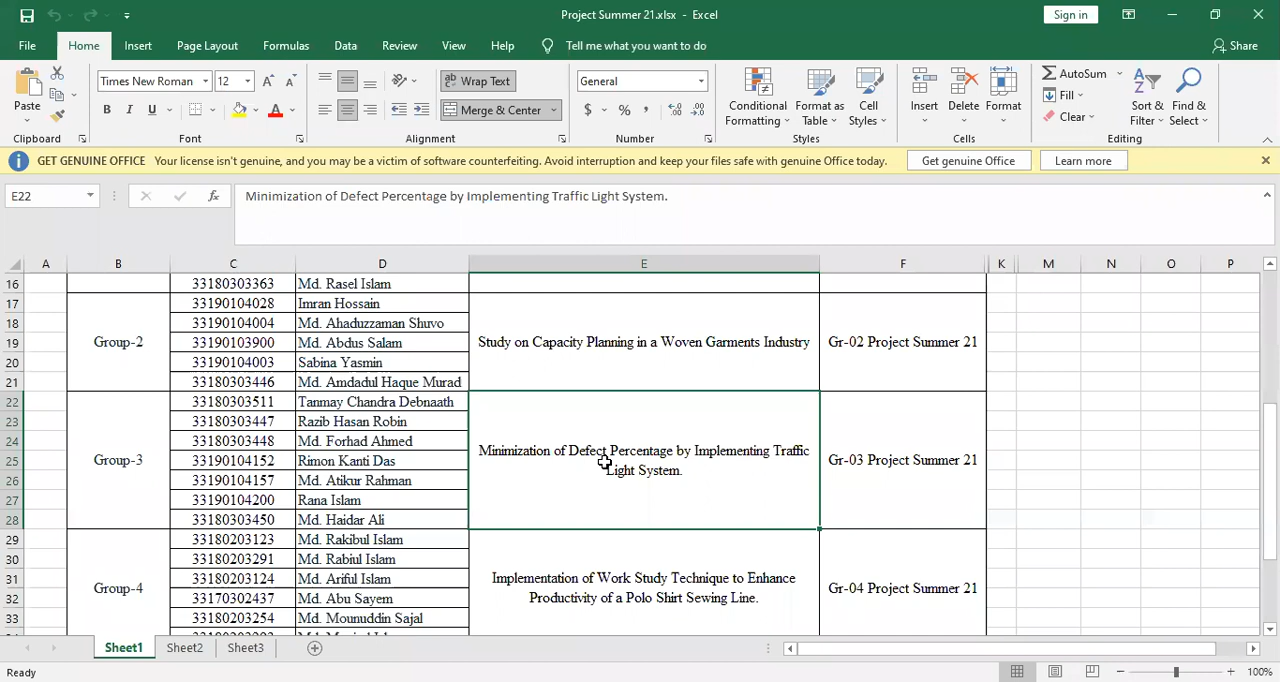 Project Summer 21.xlsx - Excel
Sign in
File Home Insert Page Layout Formulas Data Review View Help Tell me what you want to do Share
Times New Roman 12 Wrap Text General AutoSum
Paste Merge & Center Conditional Formatting Format as Table Cell Styles Insert Delete Format Fill Sort & Filter Find & Select
B I U A $ % , Clear
Clipboard Font Alignment Number Styles Cells Editing
GET GENUINE OFFICE Your license isn't genuine, and you may be a victim of software counterfeiting. Avoid interruption and keep your files safe with genuine Office today. Get genuine Office Learn more
E22 fx Minimization of Defect Percentage by Implementing Traffic Light System.
A B C D E F K M N O P
16 33180303363 Md. Rasel Islam
17 33190104028 Imran Hossain
18 33190104004 Md. Ahaduzzaman Shuvo
19 Group-2 33190103900 Md. Abdus Salam Study on Capacity Planning in a Woven Garments Industry Gr-02 Project Summer 21
20 33190104003 Sabina Yasmin
21 33180303446 Md. Amdadul Haque Murad
22 33180303511 Tanmay Chandra Debnaath
23 33180303447 Razib Hasan Robin
24 33180303448 Md. Forhad Ahmed
Minimization of Defect Percentage by Implementing Traffic
25 Group-3 33190104152 Rimon Kanti Das Gr-03 Project Summer 21
Light System.
26 33190104157 Md. Atikur Rahman
27 33190104200 Rana Islam
28 33180303450 Md. Haidar Ali
29 33180203123 Md. Rakibul Islam
30 33180203291 Md. Rabiul Islam
31 33180203124 Md. Ariful Islam Implementation of Work Study Technique to Enhance
Group-4 Gr-04 Project Summer 21
32 33170302437 Md. Abu Sayem Productivity of a Polo Shirt Sewing Line.
33 33180203254 Md. Mounuddin Sajal
Sheet1 Sheet2 Sheet3
Ready 100%